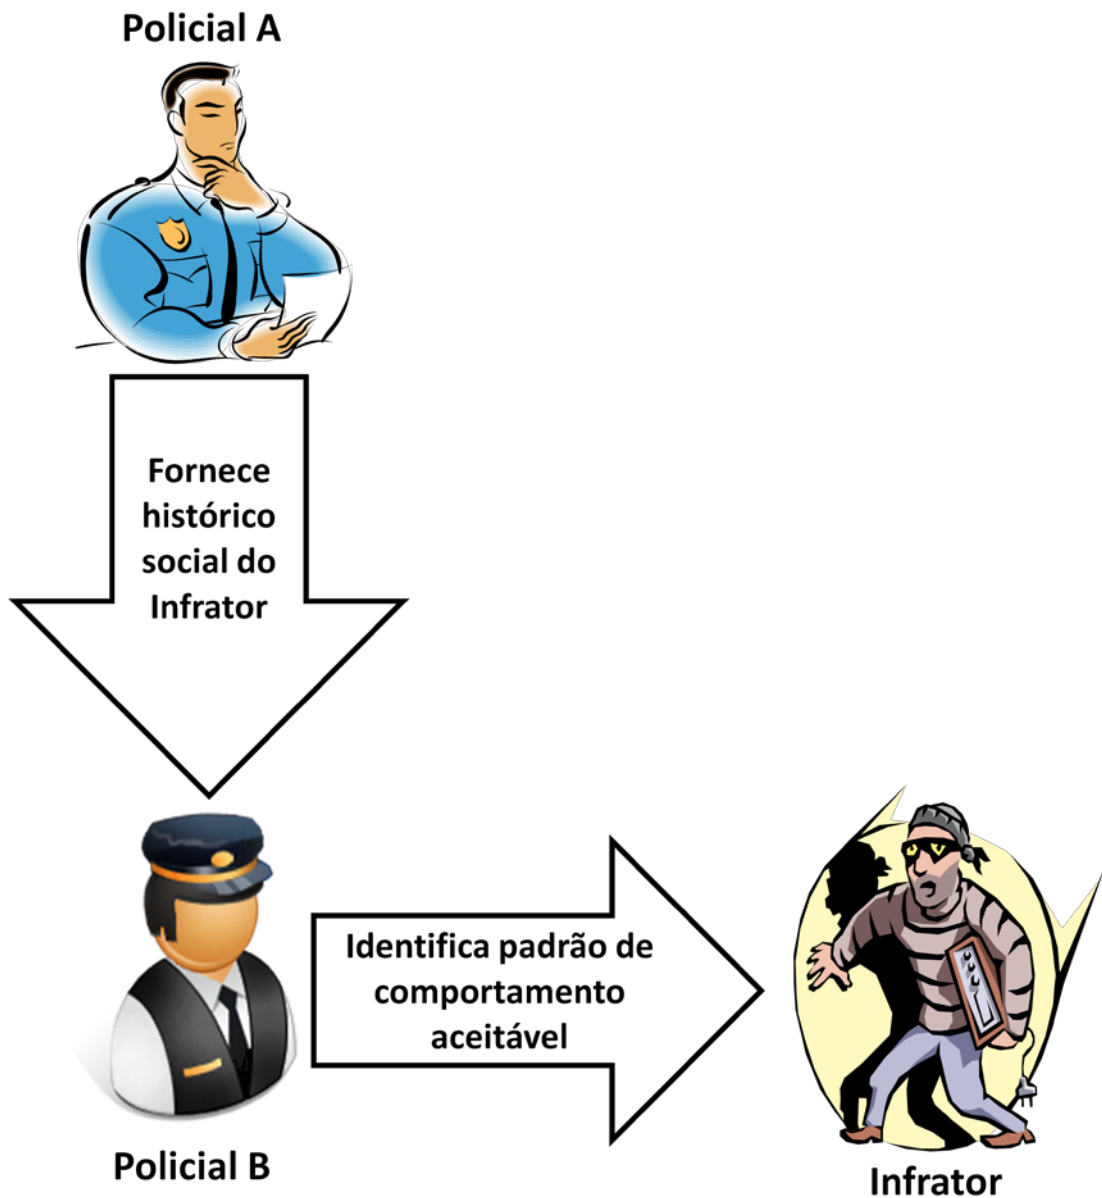 Policial A
Fornece
histórico
social do
Infrator
Identifica padrão de
comportamento
aceitável
Policial B
Infrator